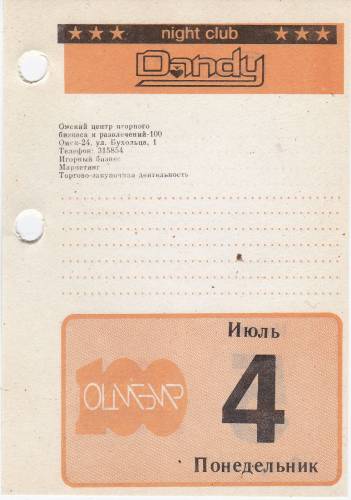 ★ ★ ★ night club ★ ★ ★
Dandy
Омский центр игорного
бизнеса и развлечений-100
Омск-24, ул. Бухольца, 1
Телефон: 315854
Игорный бизнес
Маркетинг
Торгово-закупочная деятельность
Июль
100
4
Понедельник